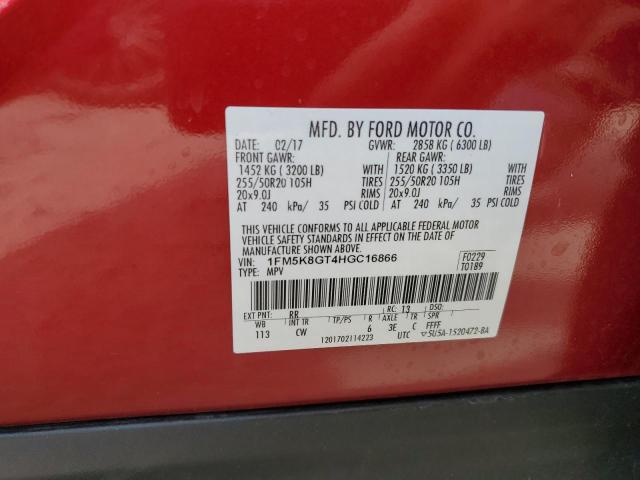 MFD. BY FORD MOTOR CO.
DATE: 02/17 GVWR: 2858 KG ( 6300 LB)
FRONT GAWR: REAR GAWR:
1452 KG ( 3200 LB) WITH 1520 KG ( 3350 LB) WITH
255/50R20 105H TIRES 255/50R20 105H TIRES
20x9.0J RIMS 20x9.0J RIMS
AT 240 kPa/ 35 PSI COLD AT 240 kPa/ 35 PSI COLD
THIS VEHICLE CONFORMS TO ALL APPLICABLE FEDERAL MOTOR
VEHICLE SAFETY STANDARDS IN EFFECT ON THE DATE OF
MANUFACTURE SHOWN ABOVE.
VIN: 1FM5K8GT4HGC16866 F0229
TYPE: MPV T0189
EXT PNT: RR RC: 13
WB INT TR TP/PS R AXLE TR SPR
113 CW 6 3E C FFFF
1201702114223 UTC ▽5U5A-1520472-BA